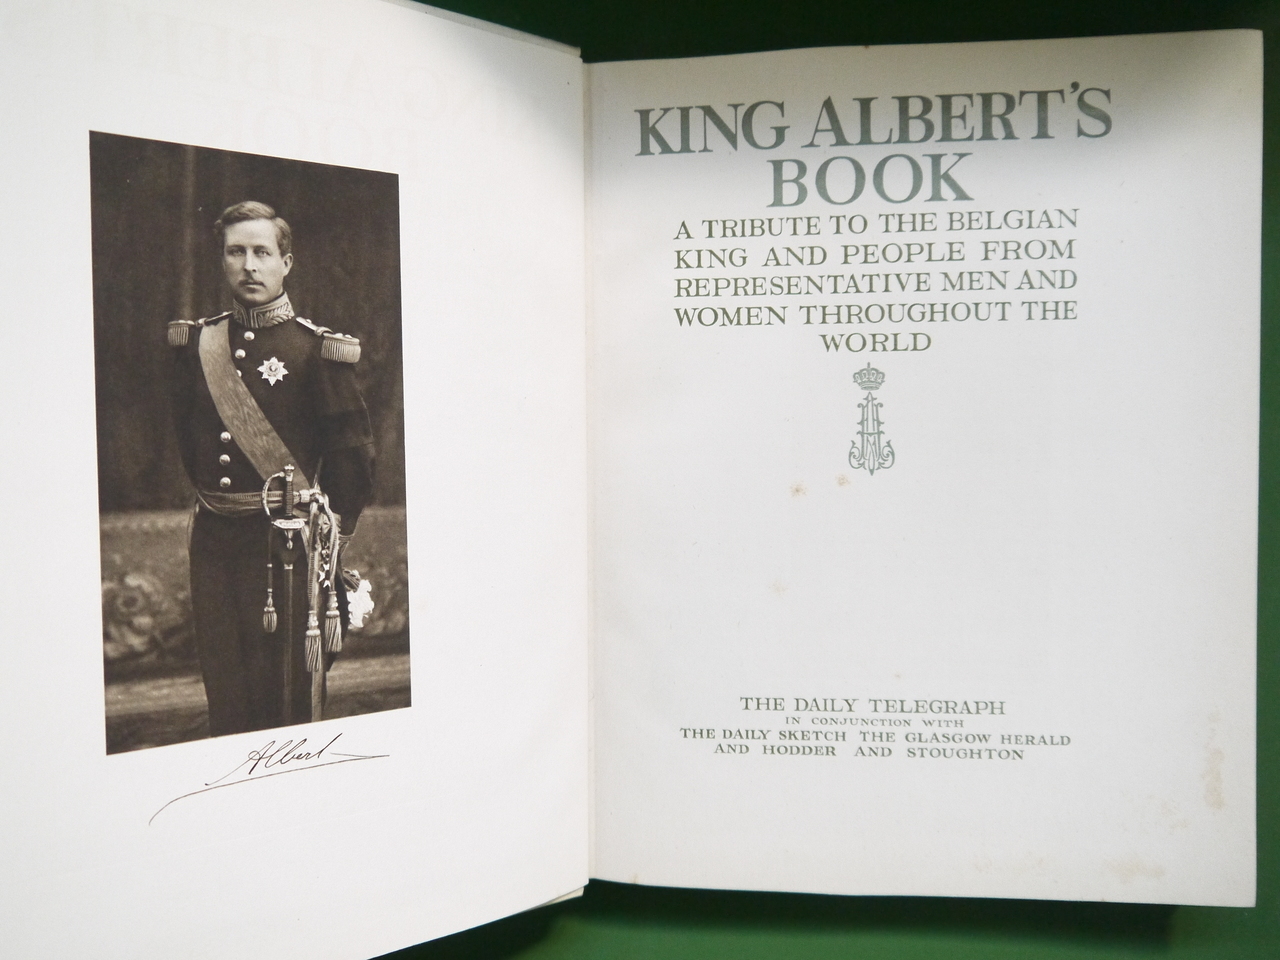 Albert
KING ALBERT'S
BOOK
A TRIBUTE TO THE BELGIAN
KING AND PEOPLE FROM
REPRESENTATIVE MEN AND
WOMEN THROUGHOUT THE
WORLD
THE DAILY TELEGRAPH
IN CONJUNCTION WITH
THE DAILY SKETCH THE GLASGOW HERALD
AND HODDER AND STOUGHTON